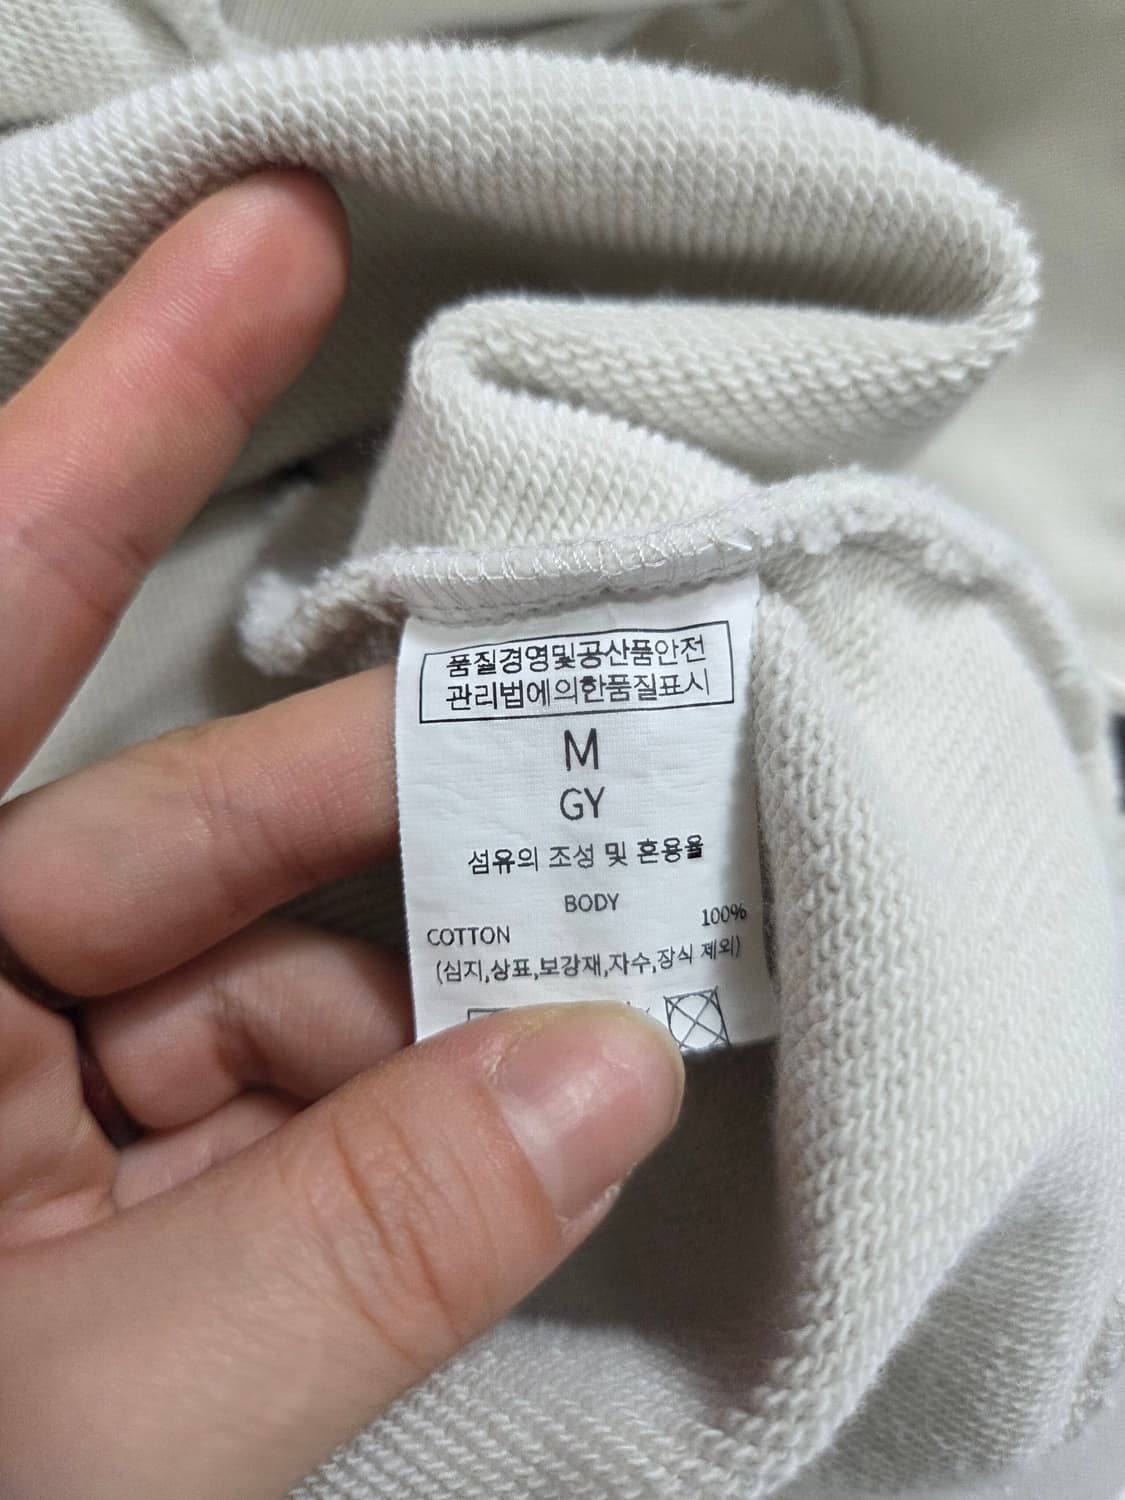 품질경영및공산품안전
관리법에의한품질표시
M
GY
섬유의 조성 및 혼용율
BODY
COTTON 100%
(심지,상표,보강재,자수,장식 제외)